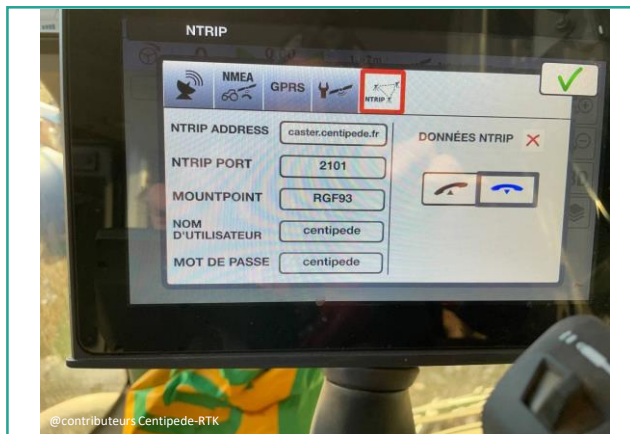 NTRIP
NMEA
GPRS
NTRIP
NTRIP ADDRESS
caster.centipede.fr
DONNÉES NTRIP
NTRIP PORT
2101
MOUNTPOINT
RGF93
NOM
D'UTILISATEUR
centipede
MOT DE PASSE
centipede
@contributeurs Centipede-RTK